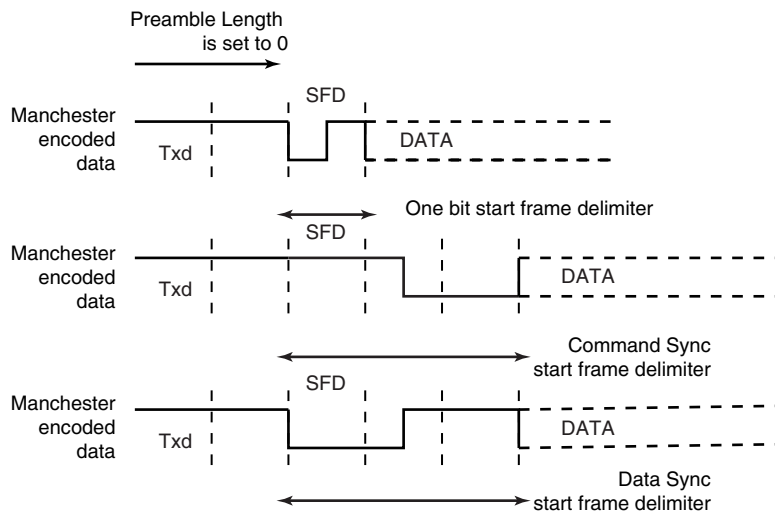 Preamble Length
is set to 0
SFD
Manchester
encoded
data
Txd
DATA
One bit start frame delimiter
SFD
Manchester
encoded
data
Txd
DATA
Command Sync
start frame delimiter
SFD
Manchester
encoded
data
Txd
DATA
Data Sync
start frame delimiter